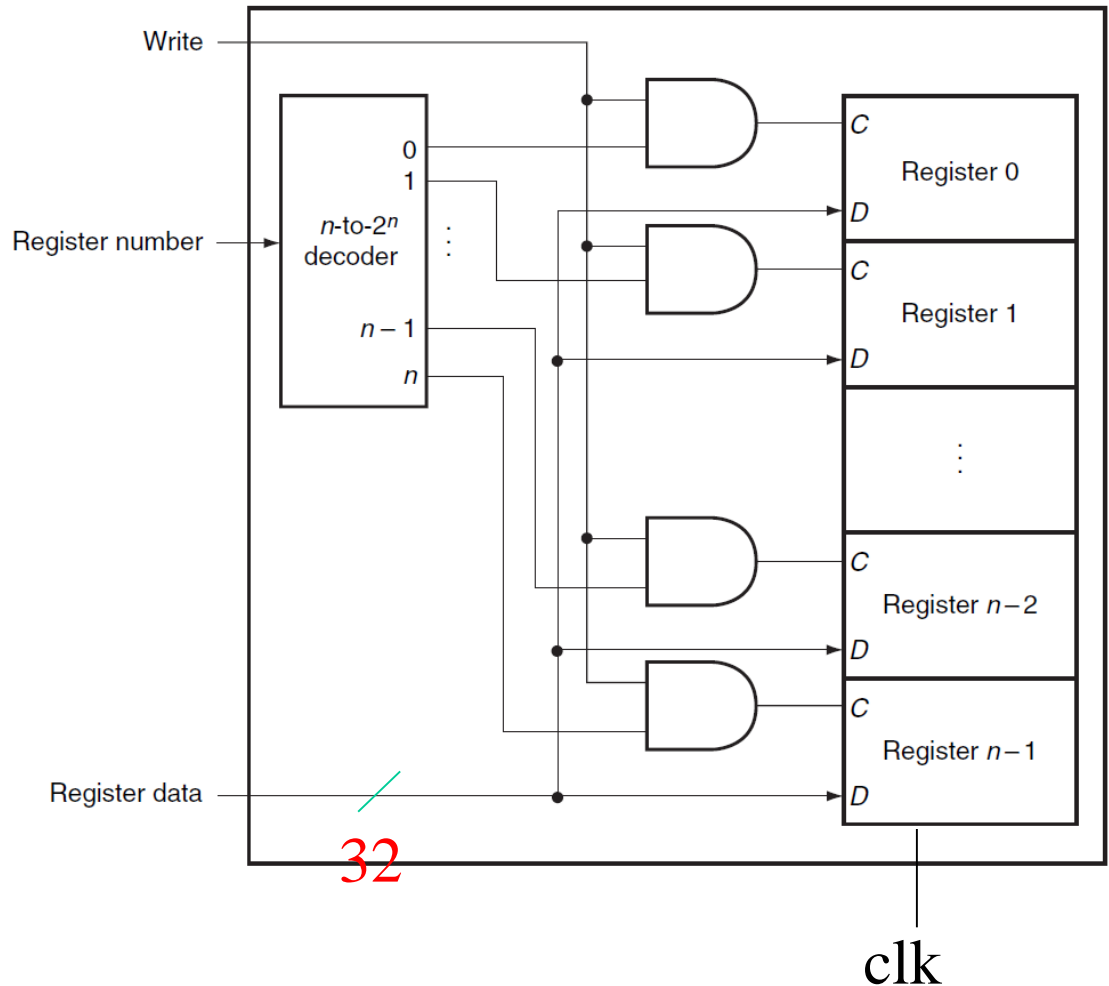 Write
0
1
n-to-2ⁿ
decoder
⋮
n – 1
n
Register number
Register data
32
C
Register 0
D
C
Register 1
D
⋮
C
Register n – 2
D
C
Register n – 1
D
clk